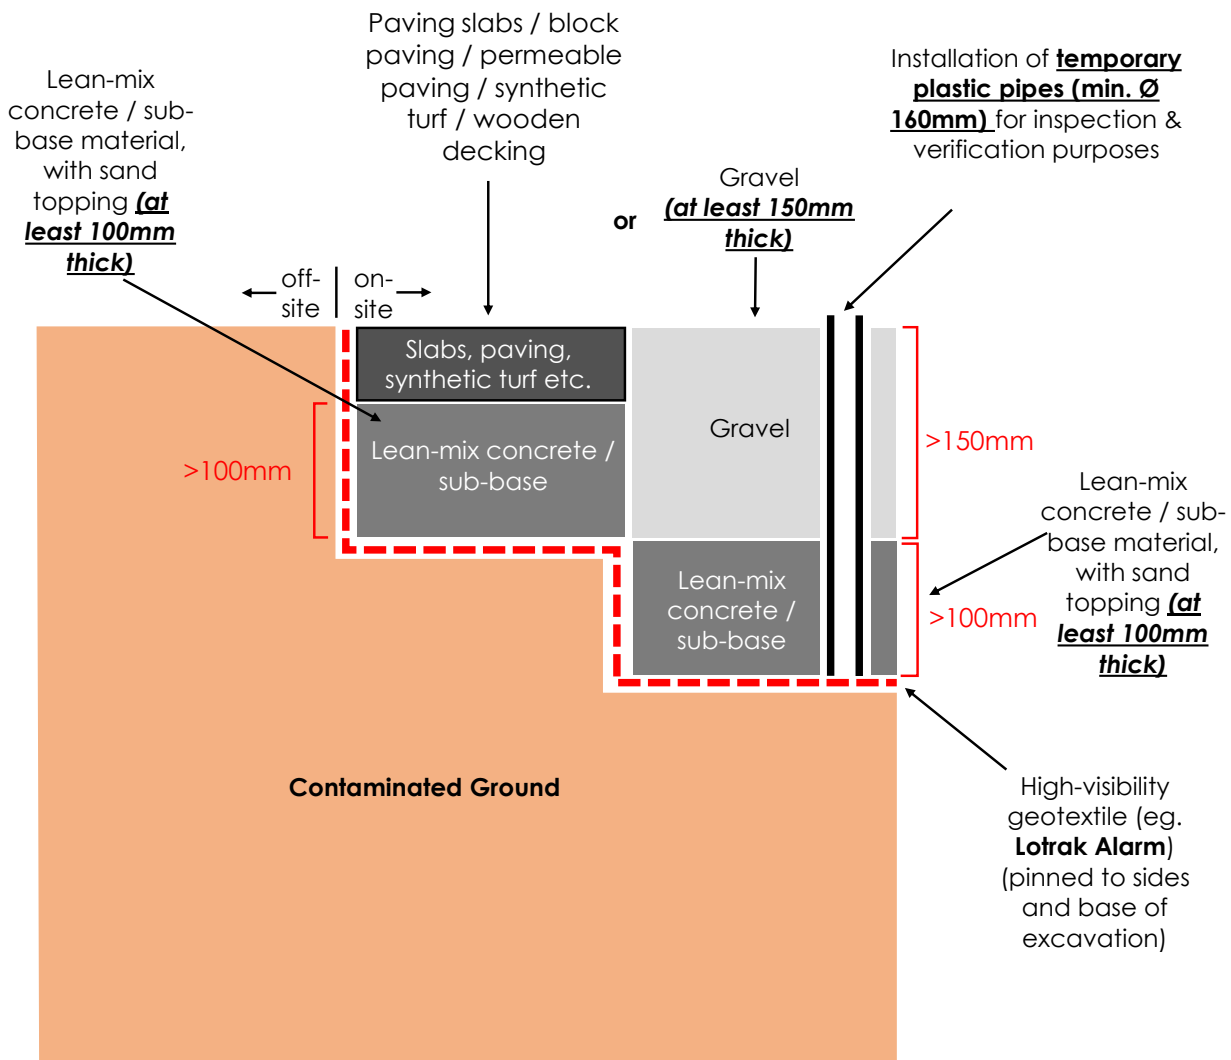 Paving slabs / block
paving / permeable
paving / synthetic
turf / wooden
decking
Lean-mix
concrete / sub-
base material,
with sand
topping (at
least 100mm
thick)
Installation of temporary
plastic pipes (min. Ø
160mm) for inspection &
verification purposes
or
Gravel
(at least 150mm
thick)
off-
site
on-
site
Slabs, paving,
synthetic turf etc.
Lean-mix concrete /
sub-base
>100mm
Gravel
>150mm
Lean-mix
concrete /
sub-base
>100mm
Lean-mix
concrete / sub-
base material,
with sand
topping (at
least 100mm
thick)
Contaminated Ground
High-visibility
geotextile (eg.
Lotrak Alarm)
(pinned to sides
and base of
excavation)